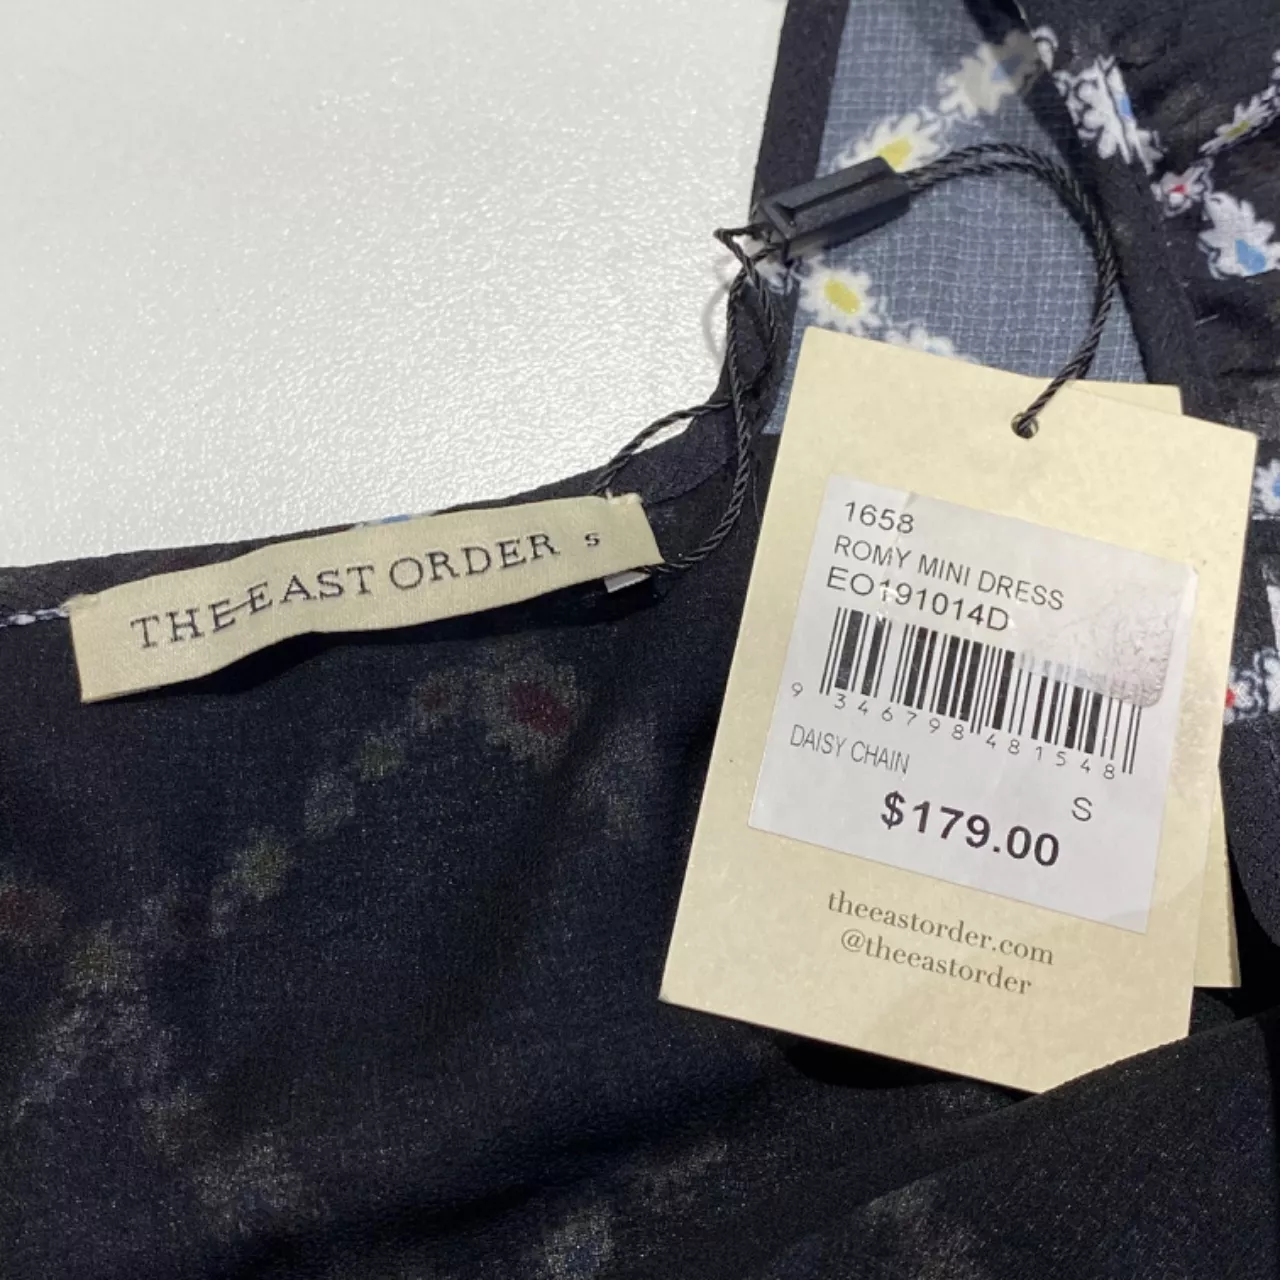 THE EAST ORDER S
1658
ROMY MINI DRESS
EO191014D
9 346798 481548
DAISY CHAIN
S
$179.00
theeastorder.com
@theeastorder